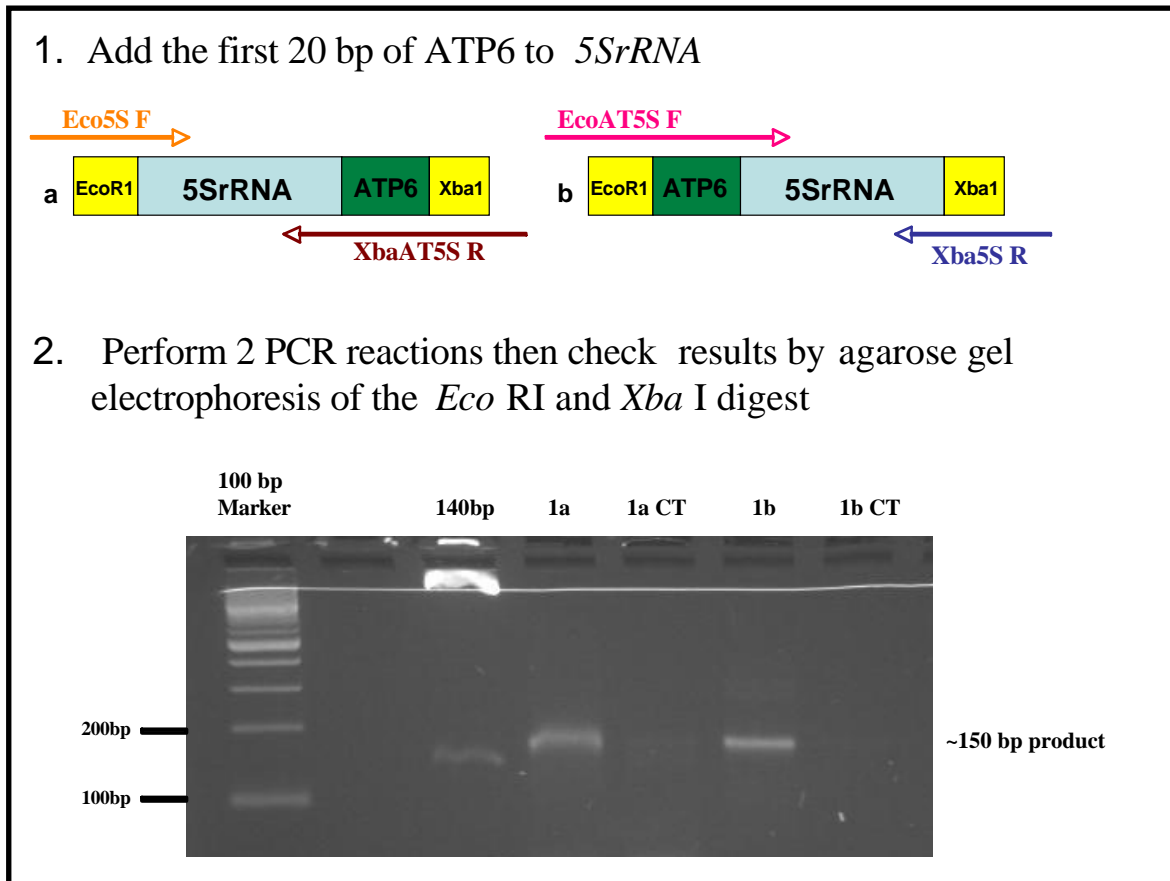 1. Add the first 20 bp of ATP6 to 5SrRNA
Eco5S F
EcoAT5S F
a
EcoR1
5SrRNA
ATP6
Xba1
b
EcoR1
ATP6
5SrRNA
Xba1
XbaAT5S R
Xba5S R
2. Perform 2 PCR reactions then check results by agarose gel
electrophoresis of the Eco RI and Xba I digest
100 bp
Marker
140bp
1a
1a CT
1b
1b CT
200bp
~150 bp product
100bp